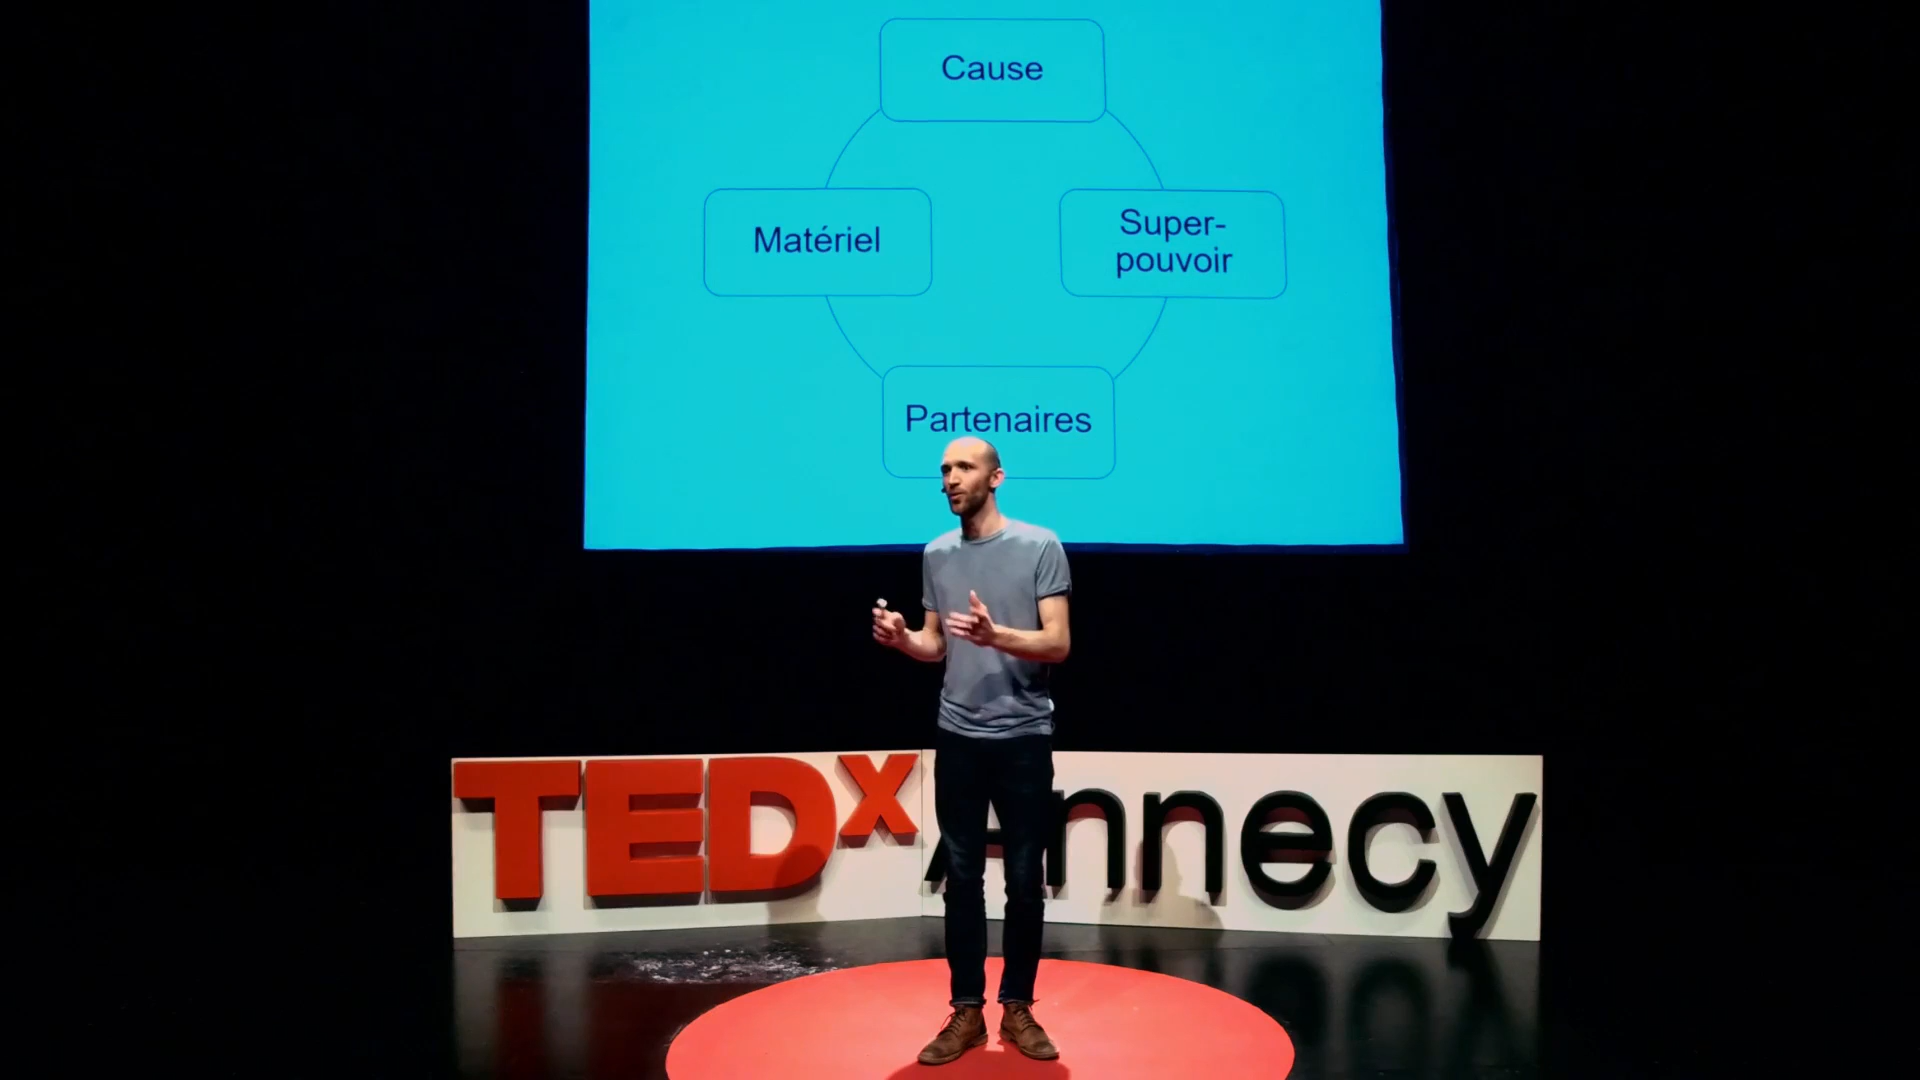 Cause
Matériel
Super-
pouvoir
Partenaires
TEDx Annecy